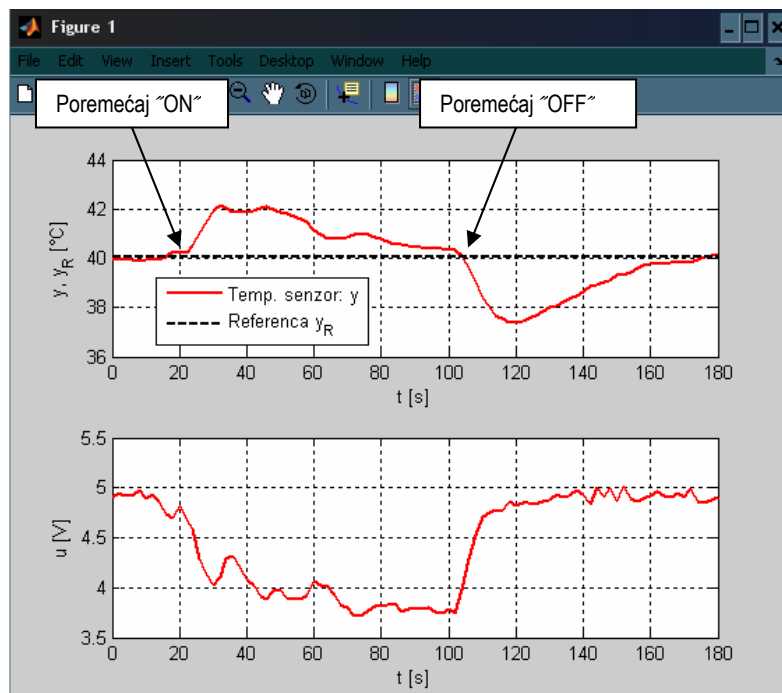 Figure 1
File Edit View Insert Tools Desktop Window Help
Poremećaj ˝ON˝
Poremećaj ˝OFF˝
44
42
40
38
36
y, y_R [°C]
Temp. senzor: y
Referenca y_R
0 20 40 60 80 100 120 140 160 180
t [s]
5.5
5
4.5
4
3.5
u [V]
0 20 40 60 80 100 120 140 160 180
t [s]